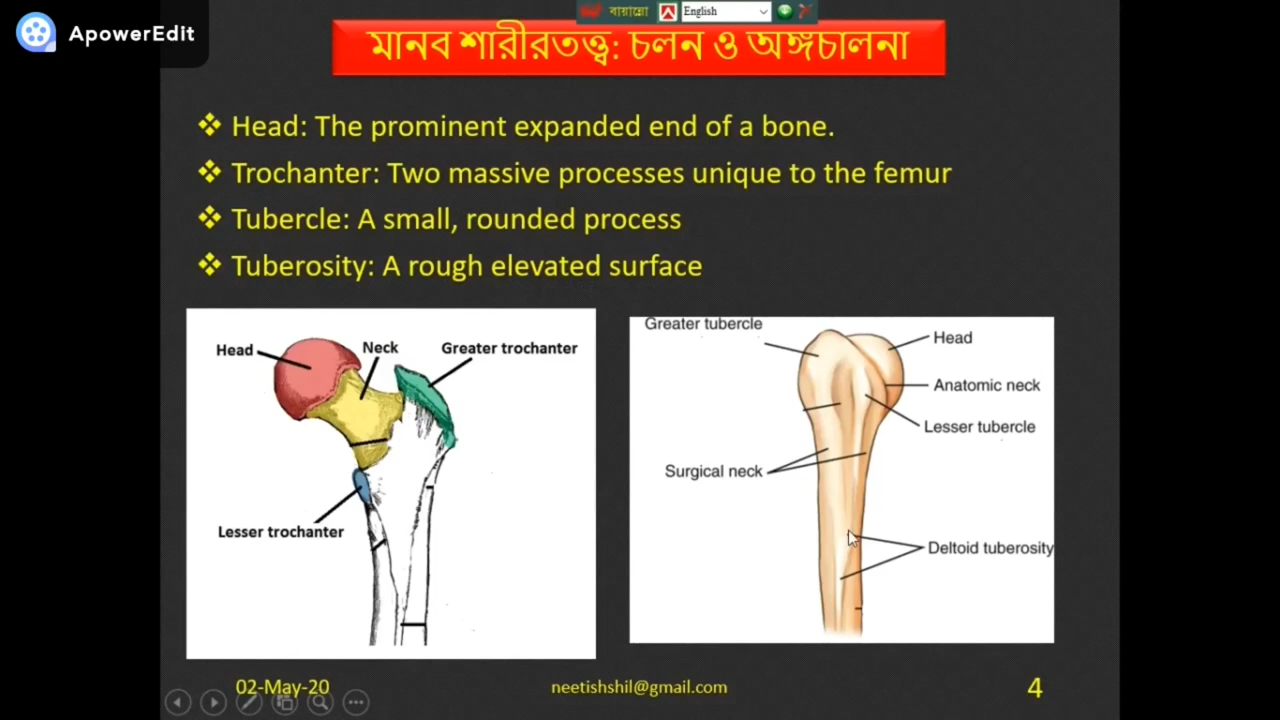 ApowerEdit
বায়ান্নো
English
মানব শারীরতত্ত্ব: চলন ও অঙ্গচালনা
❖ Head: The prominent expanded end of a bone.
❖ Trochanter: Two massive processes unique to the femur
❖ Tubercle: A small, rounded process
❖ Tuberosity: A rough elevated surface
Head
Neck
Greater trochanter
Lesser trochanter
Greater tubercle
Head
Anatomic neck
Lesser tubercle
Surgical neck
Deltoid tuberosity
02-May-20
neetishshil@gmail.com
4